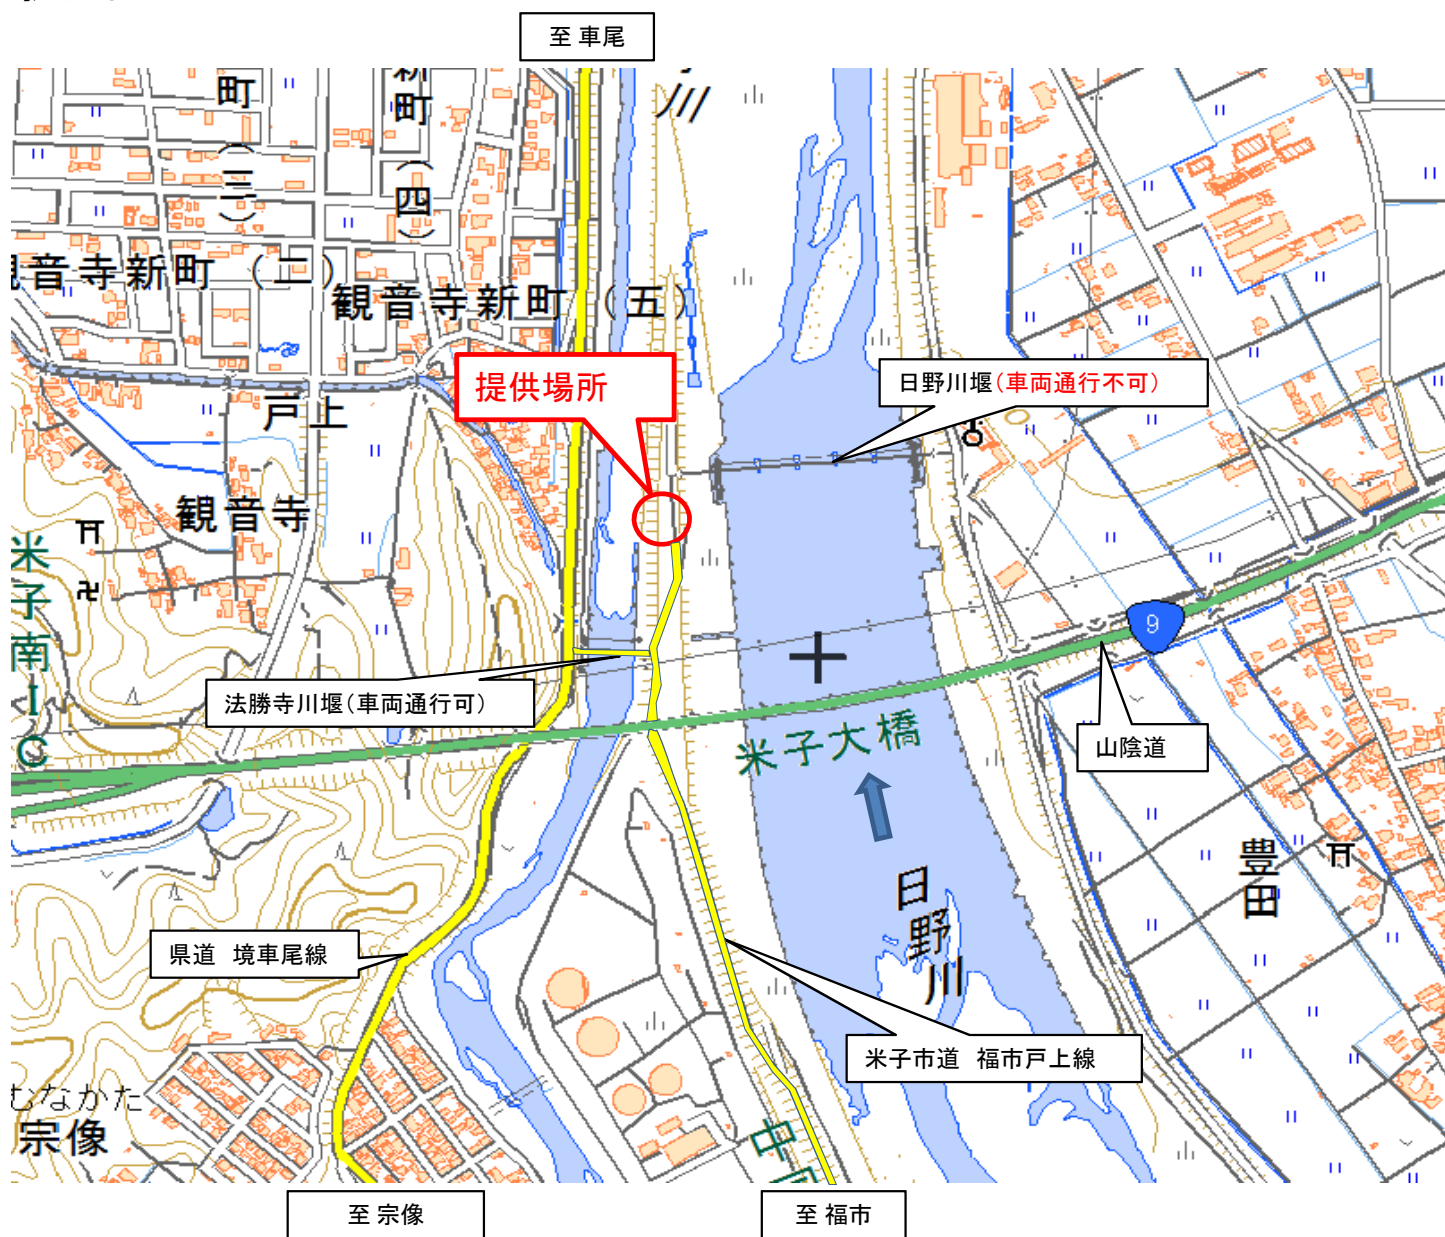 至 車尾
町(三)
新町(四)
川
観音寺新町(二)
観音寺新町(五)
提供場所
日野川堰(車両通行不可)
戸上
観音寺
米子南IC
9
法勝寺川堰(車両通行可)
米子大橋
山陰道
豊田
日野川
県道 境車尾線
米子市道 福市戸上線
むなかた
宗像
中
至 宗像
至 福市